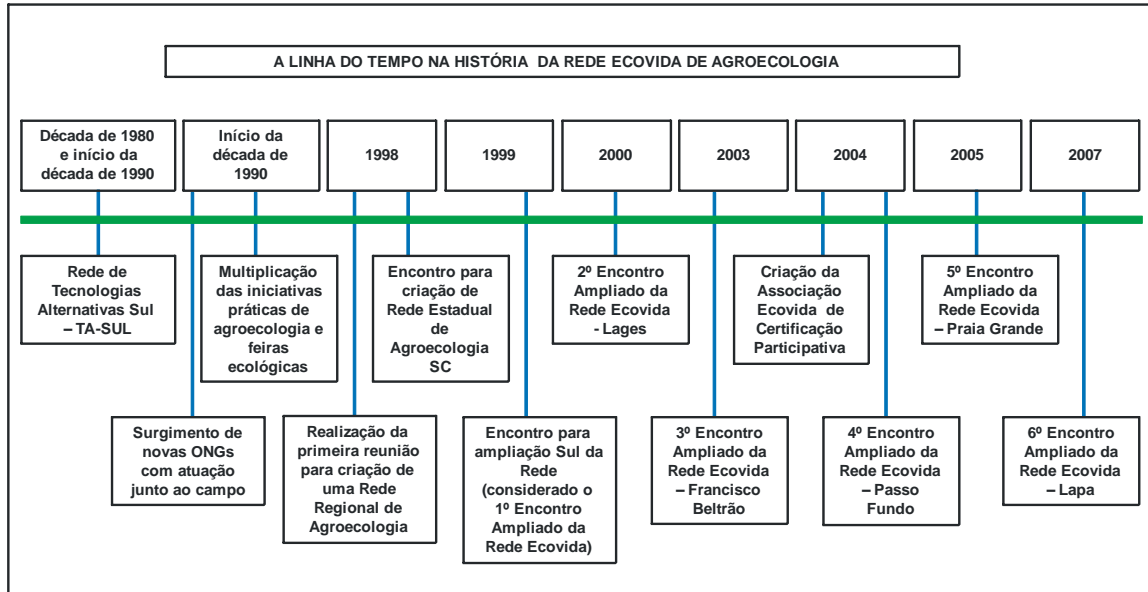 A LINHA DO TEMPO NA HISTÓRIA DA REDE ECOVIDA DE AGROECOLOGIA
Década de 1980
e início da
década de 1990
Início da
década de
1990
1998
1999
2000
2003
2004
2005
2007
Rede de
Tecnologias
Alternativas Sul
– TA-SUL
Multiplicação
das iniciativas
práticas de
agroecologia e
feiras
ecológicas
Encontro para
criação de
Rede Estadual
de
Agroecologia
SC
2º Encontro
Ampliado da
Rede Ecovida
- Lages
Criação da
Associação
Ecovida de
Certificação
Participativa
5º Encontro
Ampliado da
Rede Ecovida
– Praia Grande
Surgimento de
novas ONGs
com atuação
junto ao campo
Realização da
primeira reunião
para criação de
uma Rede
Regional de
Agroecologia
Encontro para
ampliação Sul da
Rede
(considerado o
1º Encontro
Ampliado da
Rede Ecovida)
3º Encontro
Ampliado da
Rede Ecovida
– Francisco
Beltrão
4º Encontro
Ampliado da
Rede Ecovida
– Passo
Fundo
6º Encontro
Ampliado da
Rede Ecovida
– Lapa